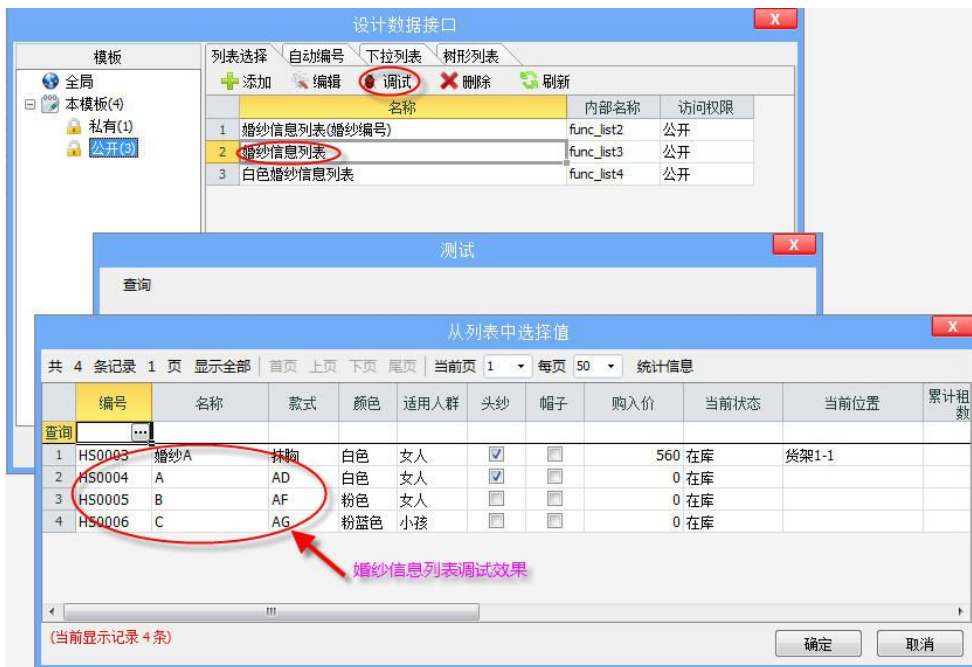 设计数据接口
X
模板
全局
本模板(4)
私有(1)
公开(3)
列表选择 自动编号 下拉列表 树形列表
添加 编辑 调试 删除 刷新
名称 内部名称 访问权限
1 婚纱信息列表(婚纱编号) func_list2 公开
2 婚纱信息列表 func_list3 公开
3 白色婚纱信息列表 func_list4 公开
测试
X
查询
从列表中选择值
X
共 4 条记录 1 页 显示全部 首页 上页 下页 尾页 当前页 1 每页 50 统计信息
编号 名称 款式 颜色 适用人群 头纱 帽子 购入价 当前状态 当前位置 累计租数
查询 ...
1 HS0003 婚纱A 抹胸 白色 女人 560 在库 货架1-1
2 HS0004 A AD 白色 女人 0 在库
3 HS0005 B AF 粉色 女人 0 在库
4 HS0006 C AG 粉蓝色 小孩 0 在库
婚纱信息列表调试效果
(当前显示记录 4 条)
确定 取消